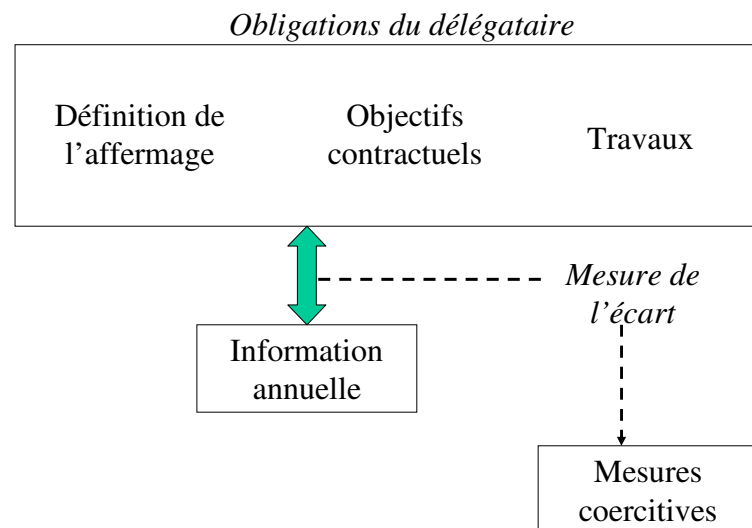 Obligations du délégataire
Définition de
l’affermage
Objectifs
contractuels
Travaux
Mesure de
l’écart
Information
annuelle
Mesures
coercitives